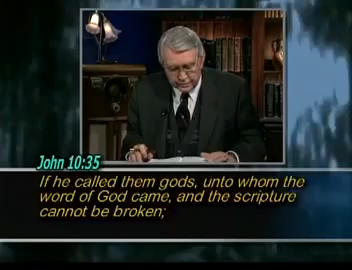 John 10:35
If he called them gods, unto whom the
word of God came, and the scripture
cannot be broken;